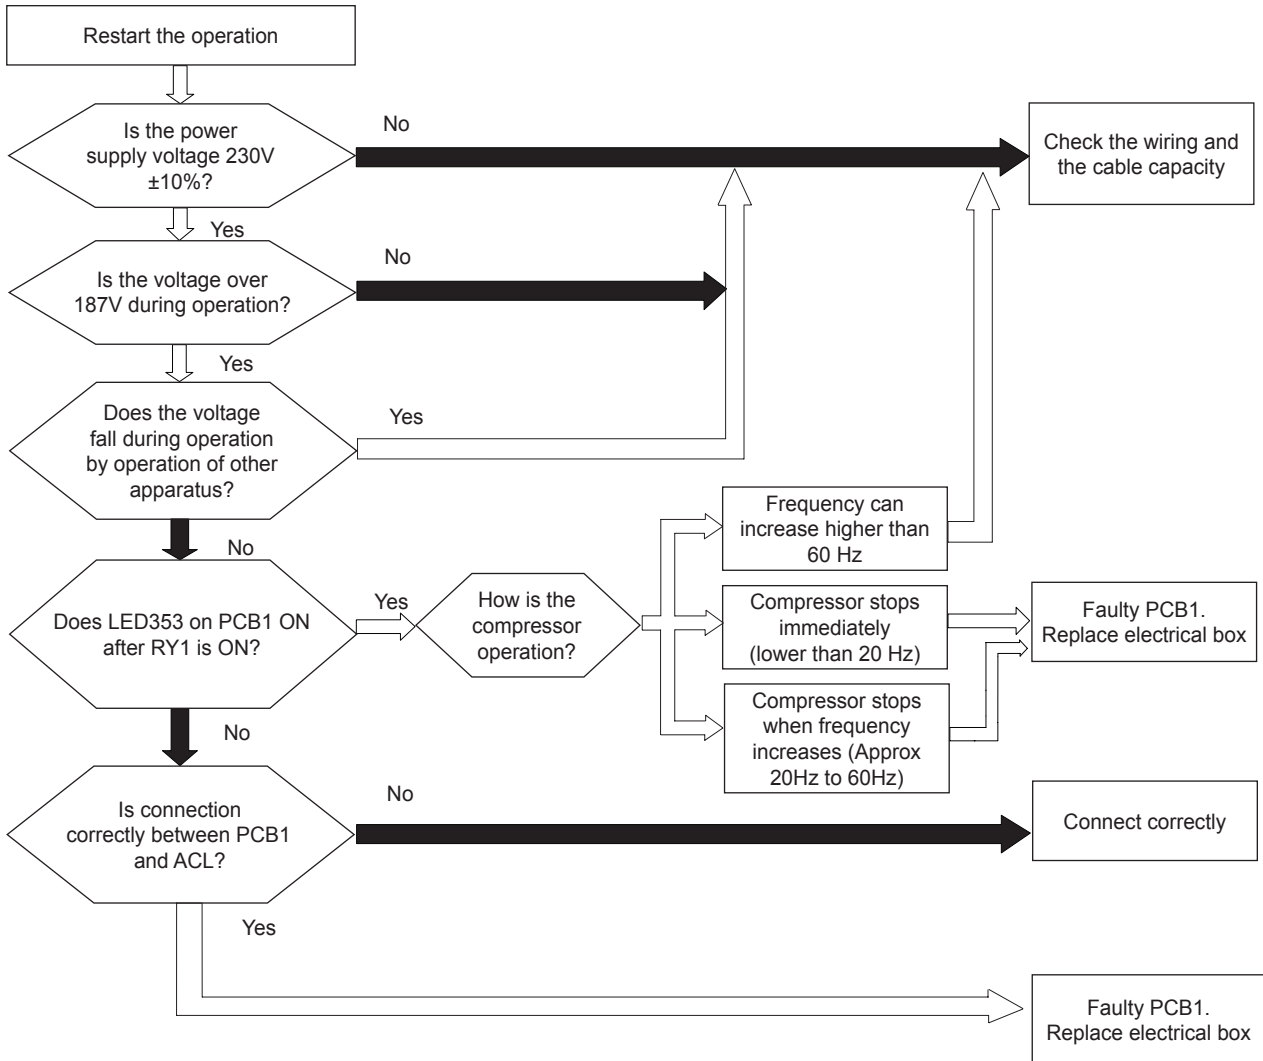 Restart the operation
Is the power
supply voltage 230V
±10%?
No
Check the wiring and
the cable capacity
Yes
Is the voltage over
187V during operation?
No
Yes
Does the voltage
fall during operation
by operation of other
apparatus?
Yes
No
Does LED353 on PCB1 ON
after RY1 is ON?
Yes
How is the
compressor
operation?
Frequency can
increase higher than
60 Hz
Compressor stops
immediately
(lower than 20 Hz)
Compressor stops
when frequency
increases (Approx
20Hz to 60Hz)
Faulty PCB1.
Replace electrical box
No
Is connection
correctly between PCB1
and ACL?
No
Connect correctly
Yes
Faulty PCB1.
Replace electrical box